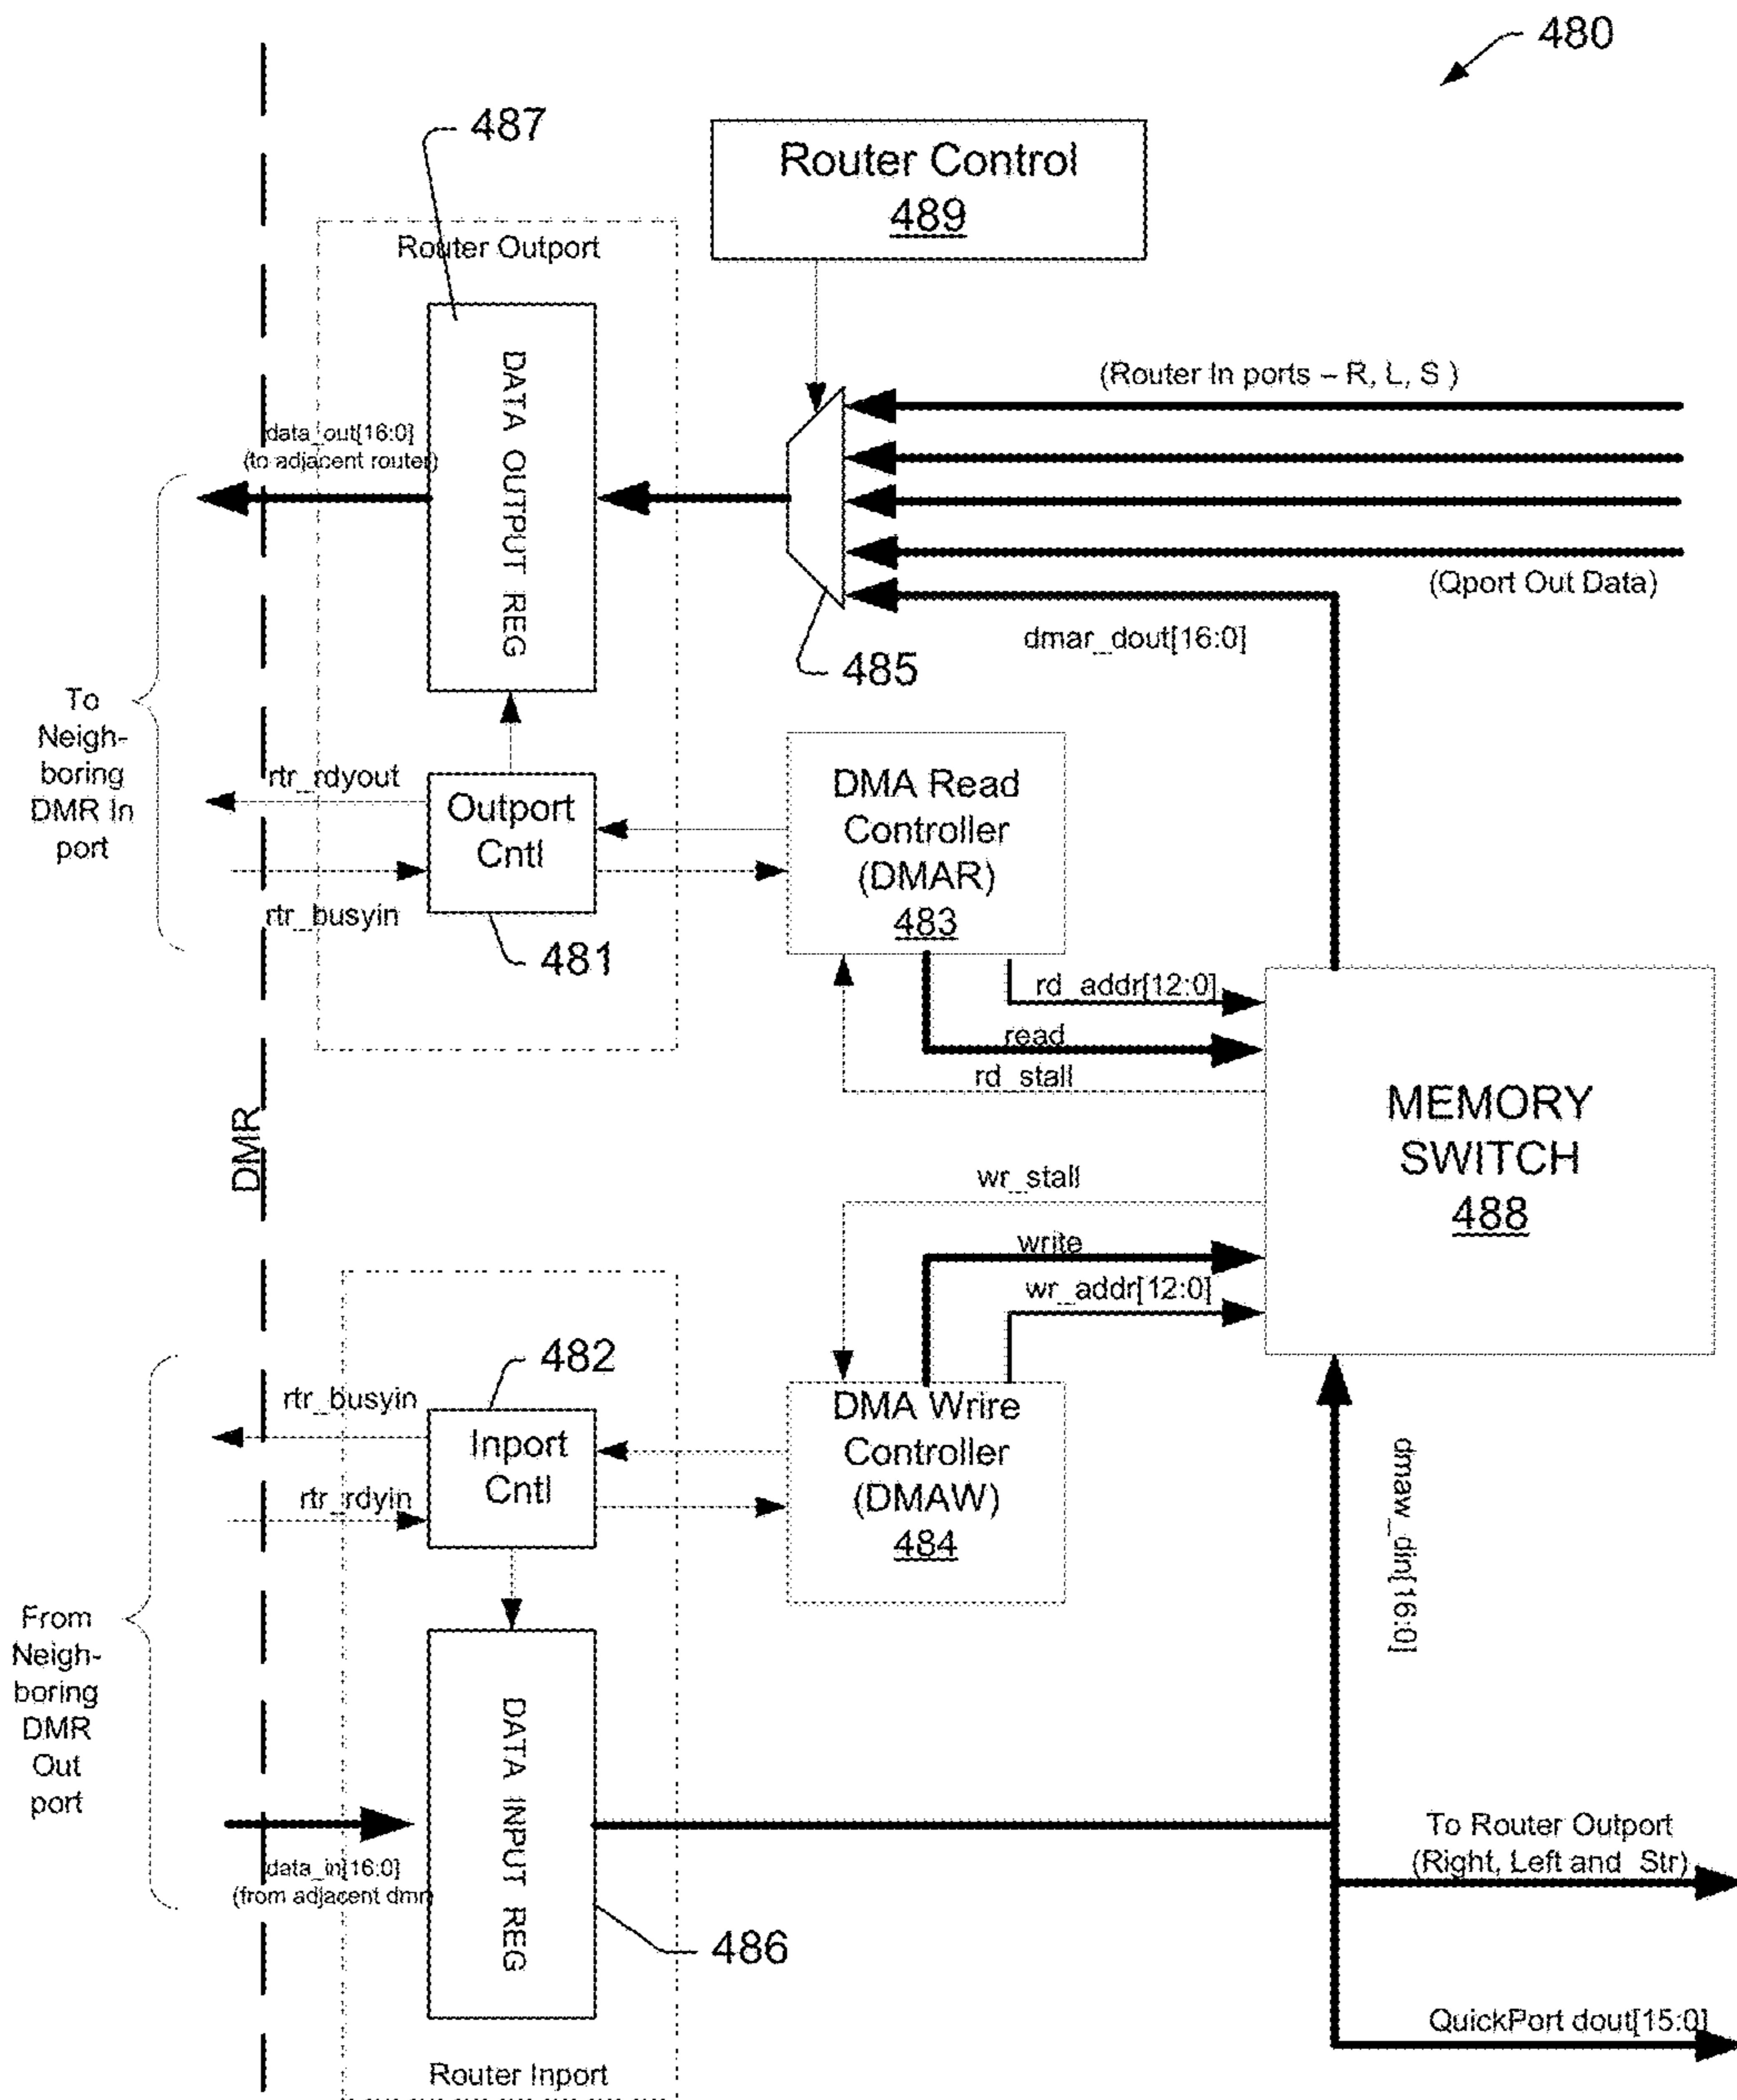 480
487
Router Control
489
Router Outport
DATA OUTPUT REG
(Router In ports – R, L, S )
data_out[16:0]
(to adjacent router)
(Qport Out Data)
dmar_dout[16:0]
485
To
Neigh-
boring
DMR In
port
rtr_rdyout
Outport
Cntl
rtr_busyin
481
DMA Read
Controller
(DMAR)
483
rd_addr[12:0]
read
rd_stall
MEMORY
SWITCH
488
DMR
wr_stall
write
wr_addr[12:0]
482
rtr_busyin
Inport
Cntl
rtr_rdyin
DMA Wrire
Controller
(DMAW)
484
dmaw_din[16:0]
From
Neigh-
boring
DMR
Out
port
DATA INPUT REG
data_in[16:0]
(from adjacent dmr)
486
To Router Outport
(Right, Left and Str)
QuickPort dout[15:0]
Router Inport